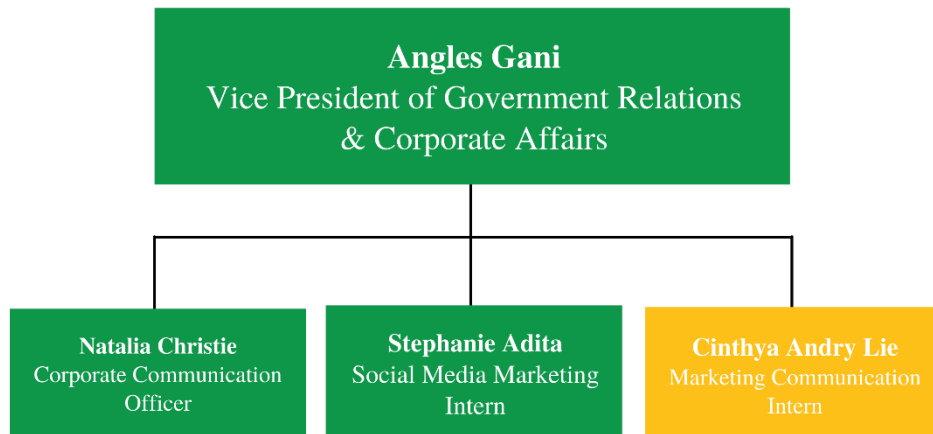 Angles Gani
Vice President of Government Relations
& Corporate Affairs
Natalia Christie
Corporate Communication
Officer
Stephanie Adita
Social Media Marketing
Intern
Cinthya Andry Lie
Marketing Communication
Intern